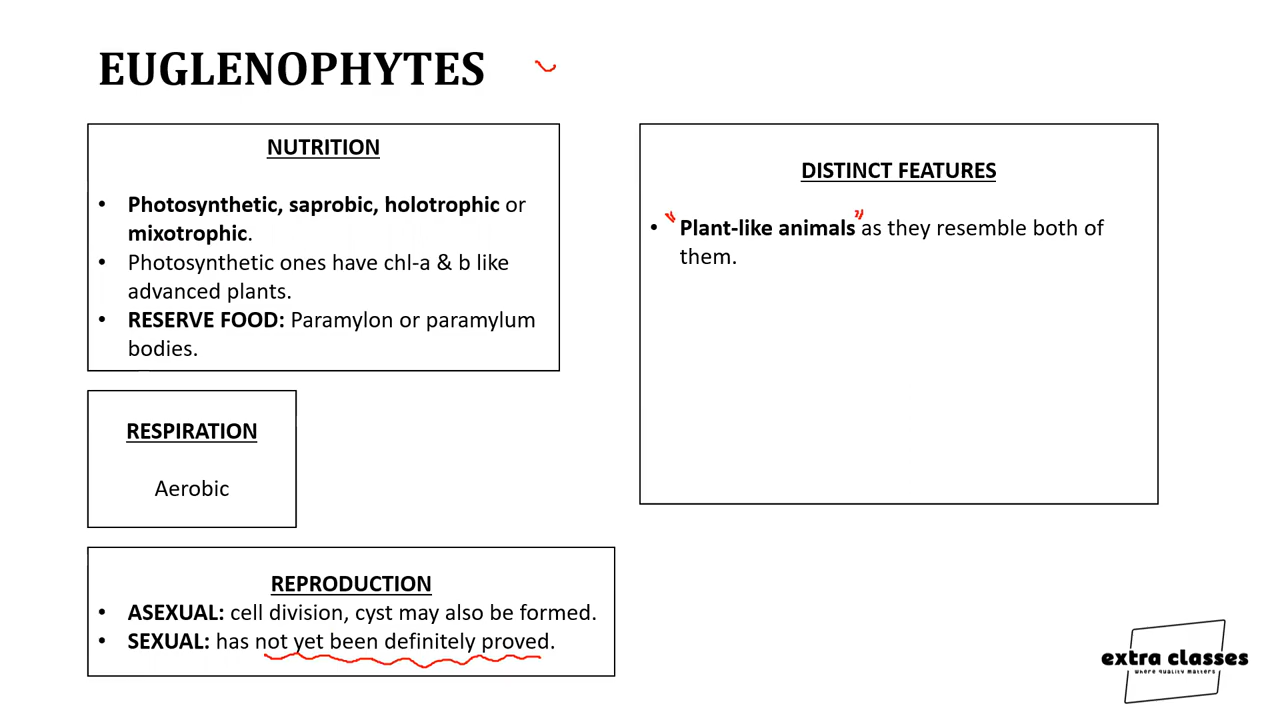 EUGLENOPHYTES
NUTRITION
• Photosynthetic, saprobic, holotrophic or
mixotrophic.
• Photosynthetic ones have chl-a & b like
advanced plants.
• RESERVE FOOD: Paramylon or paramylum
bodies.
RESPIRATION
Aerobic
REPRODUCTION
• ASEXUAL: cell division, cyst may also be formed.
• SEXUAL: has not yet been definitely proved.
DISTINCT FEATURES
• "Plant-like animals" as they resemble both of
them.
extra classes
where quality matters